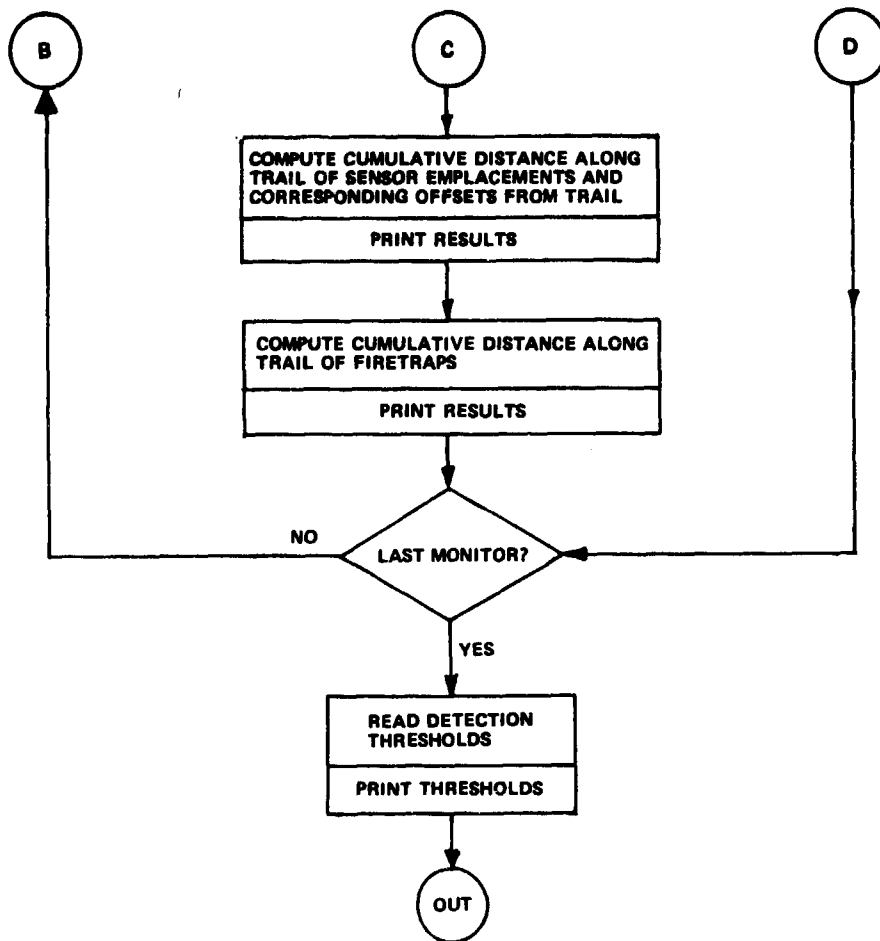 B
C
D
COMPUTE CUMULATIVE DISTANCE ALONG
TRAIL OF SENSOR EMPLACEMENTS AND
CORRESPONDING OFFSETS FROM TRAIL
PRINT RESULTS
COMPUTE CUMULATIVE DISTANCE ALONG
TRAIL OF FIRETRAPS
PRINT RESULTS
NO
LAST MONITOR?
YES
READ DETECTION
THRESHOLDS
PRINT THRESHOLDS
OUT